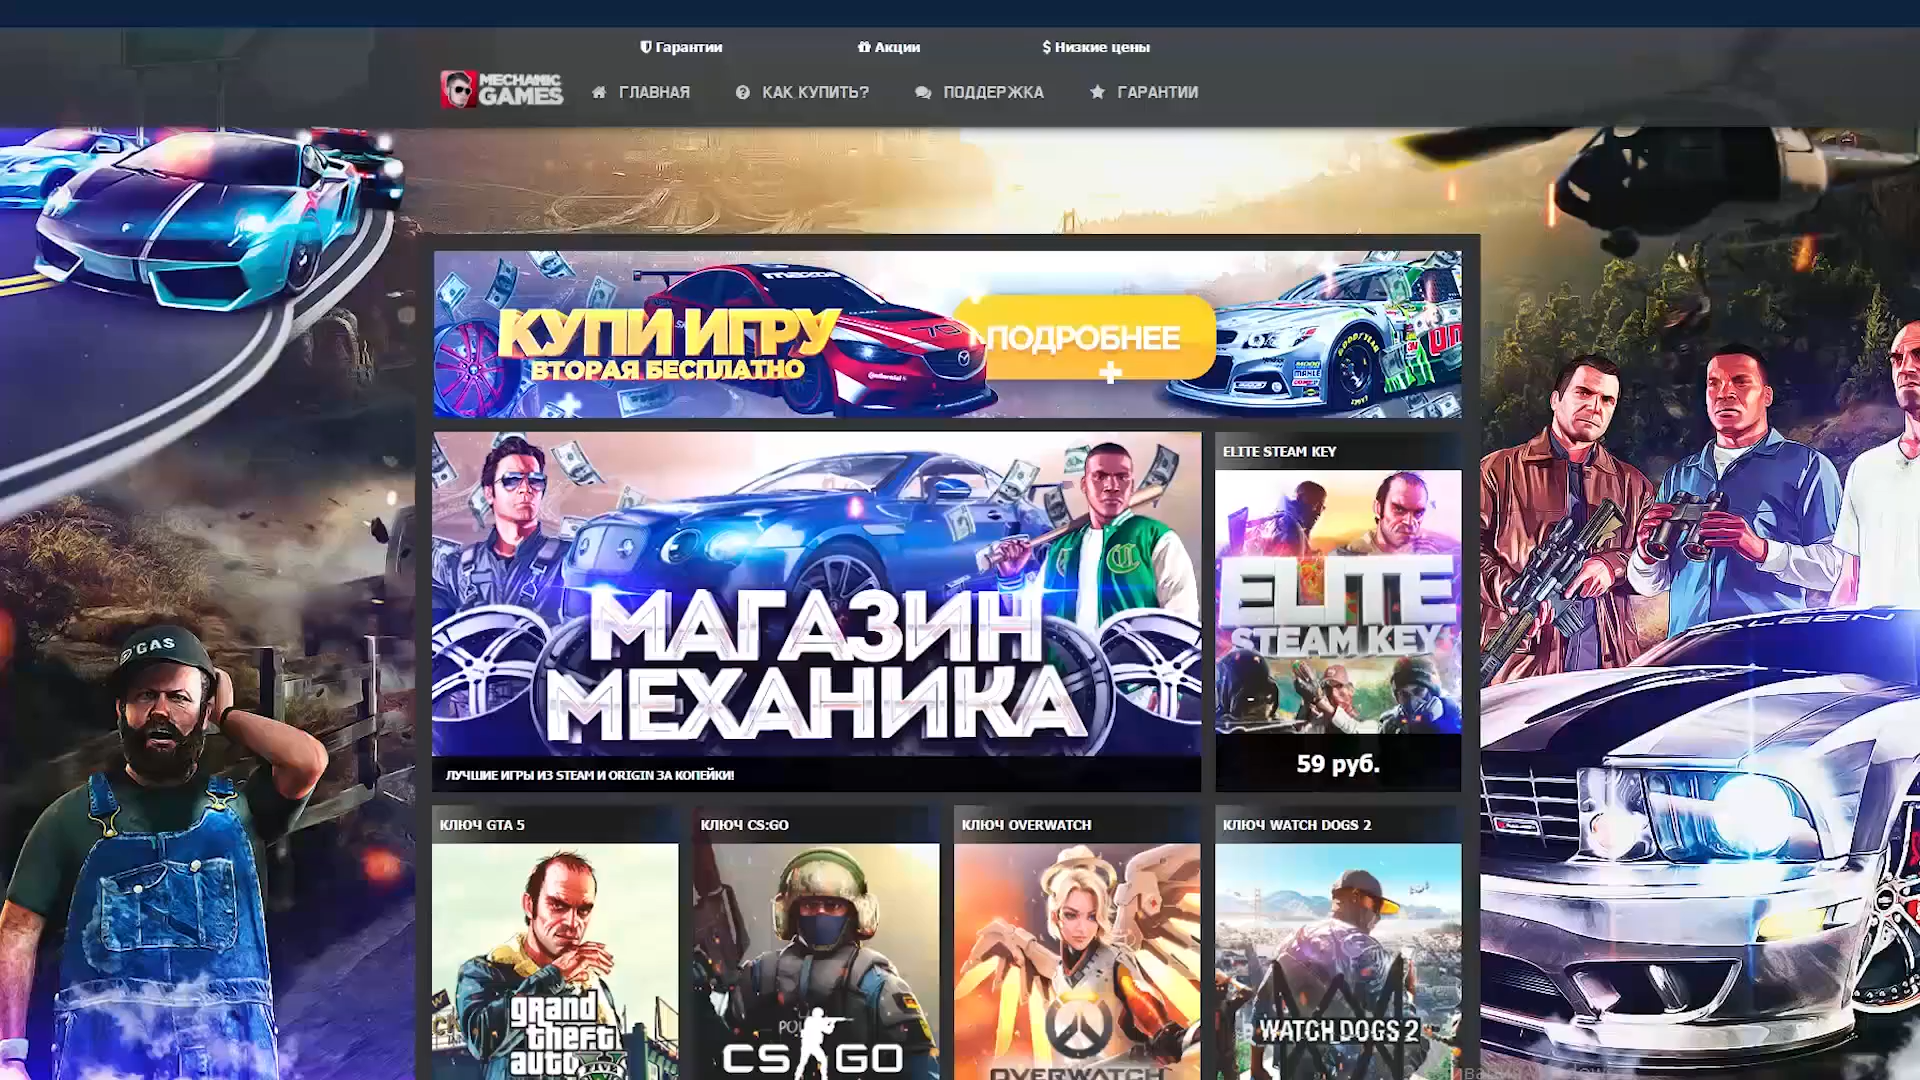 Гарантии
Акции
Низкие цены
MECHANIC
GAMES
ГЛАВНАЯ
КАК КУПИТЬ?
ПОДДЕРЖКА
ГАРАНТИИ
КУПИ ИГРУ
ВТОРАЯ БЕСПЛАТНО
ПОДРОБНЕЕ
МАГАЗИН
МЕХАНИКА
ЛУЧШИЕ ИГРЫ ИЗ STEAM И ORIGIN ЗА КОПЕЙКИ!
ELITE STEAM KEY
ELITE
STEAM KEY
59 руб.
GAS
КЛЮЧ GTA 5
КЛЮЧ CS:GO
КЛЮЧ OVERWATCH
КЛЮЧ WATCH DOGS 2
grand
theft
auto
FIVE
CS GO
OVERWATCH
WATCH DOGS 2